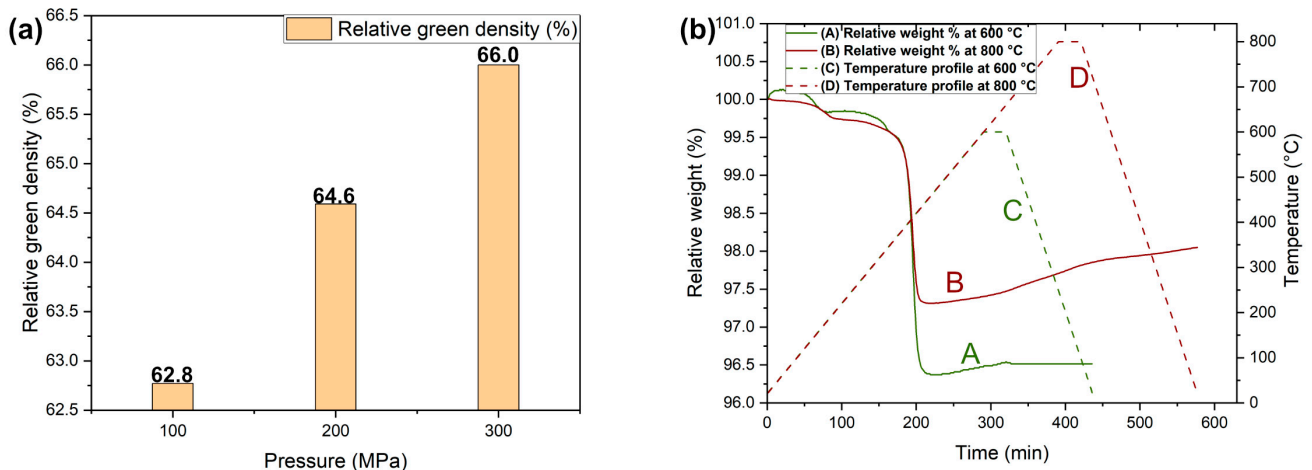 (a)
Relative green density (%)
66.5
66.0
65.5
65.0
64.5
64.0
63.5
63.0
62.5
Relative green density (%)
62.8
64.6
66.0
100
200
300
Pressure (MPa)
(b)
(A) Relative weight % at 600 °C
(B) Relative weight % at 800 °C
(C) Temperature profile at 600 °C
(D) Temperature profile at 800 °C
101.0
100.5
100.0
99.5
99.0
98.5
98.0
97.5
97.0
96.5
96.0
Relative weight (%)
A
B
C
D
800
700
600
500
400
300
200
100
0
Temperature (°C)
0
100
200
300
400
500
600
Time (min)